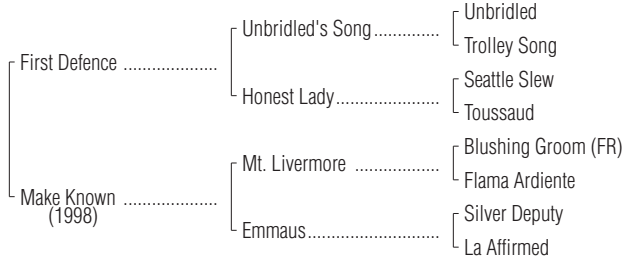 Unbridled
Unbridled's Song..............
Trolley Song
First Defence ....................
Seattle Slew
Honest Lady......................
Toussaud
Blushing Groom (FR)
Mt. Livermore ..................
Flama Ardiente
Make Known ....................
(1998)
Silver Deputy
Emmaus............................
La Affirmed